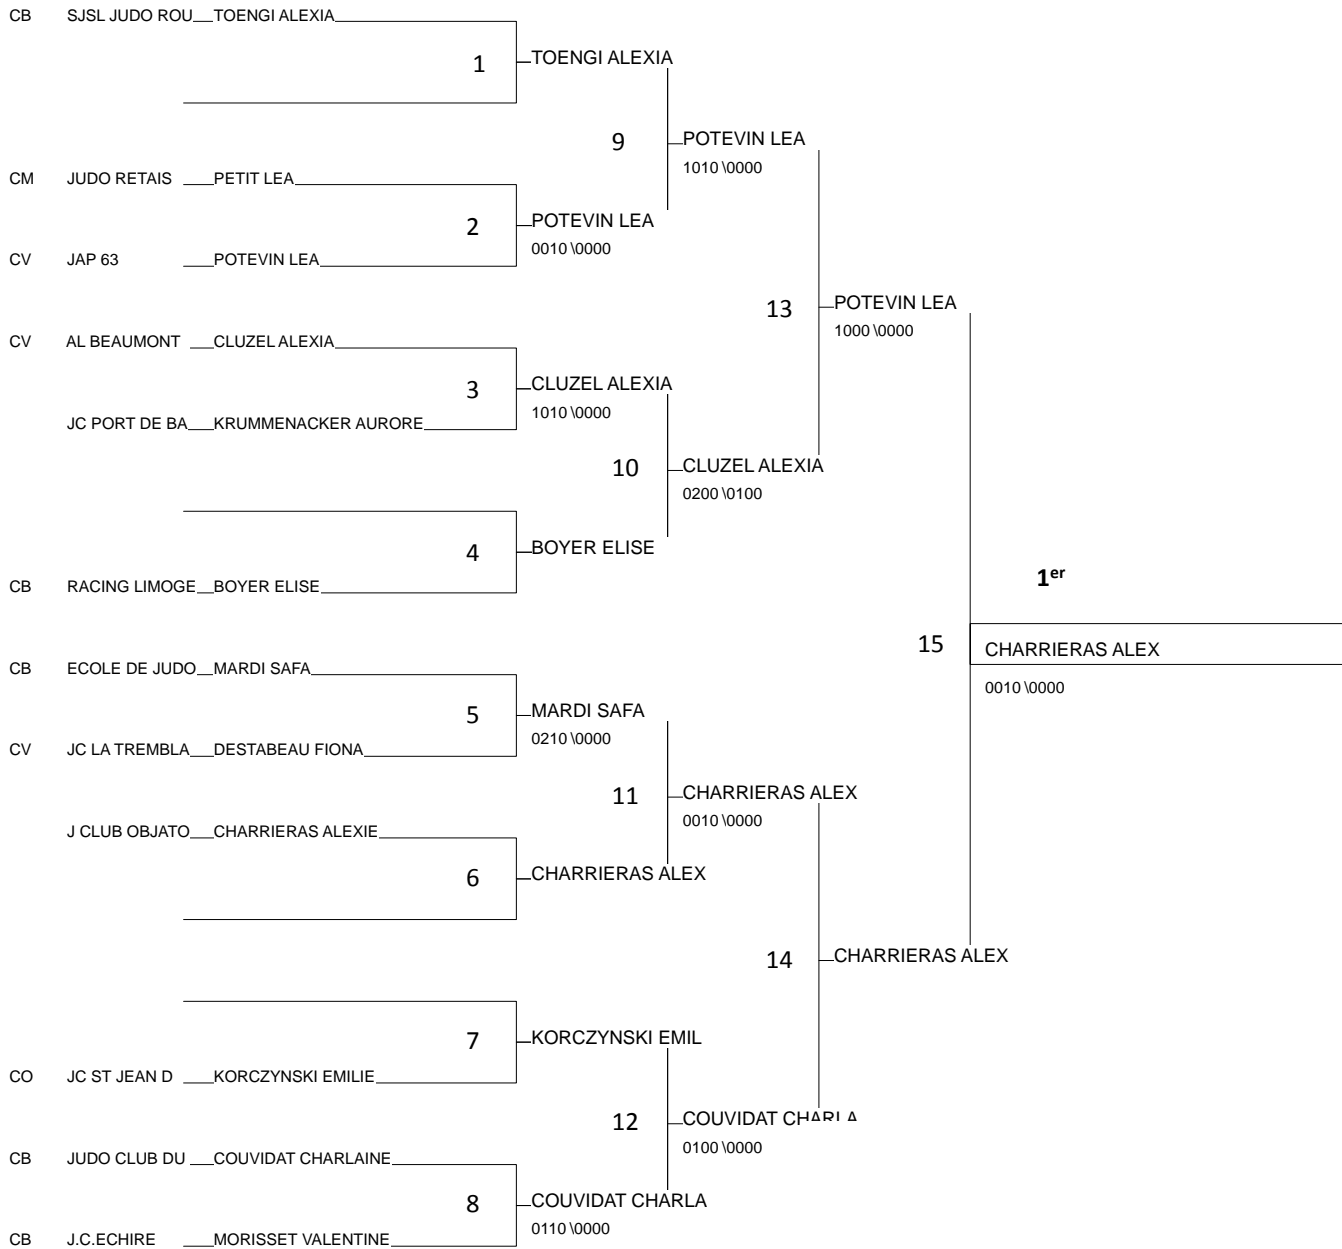 CB SJSL JUDO ROU TOENGI ALEXIA
1 TOENGI ALEXIA
9 POTEVIN LEA
1010 \0000
CM JUDO RETAIS PETIT LEA
2 POTEVIN LEA
0010 \0000
CV JAP 63 POTEVIN LEA
13 POTEVIN LEA
1000 \0000
CV AL BEAUMONT CLUZEL ALEXIA
3 CLUZEL ALEXIA
1010 \0000
JC PORT DE BA KRUMMENACKER AURORE
10 CLUZEL ALEXIA
0200 \0100
4 BOYER ELISE
CB RACING LIMOGE BOYER ELISE
1er
15 CHARRIERAS ALEX
0010 \0000
CB ECOLE DE JUDO MARDI SAFA
5 MARDI SAFA
0210 \0000
CV JC LA TREMBLA DESTABEAU FIONA
11 CHARRIERAS ALEX
0010 \0000
J CLUB OBJATO CHARRIERAS ALEXIE
6 CHARRIERAS ALEX
14 CHARRIERAS ALEX
7 KORCZYNSKI EMIL
CO JC ST JEAN D KORCZYNSKI EMILIE
12 COUVIDAT CHARLA
0100 \0000
CB JUDO CLUB DU COUVIDAT CHARLAINE
8 COUVIDAT CHARLA
0110 \0000
CB J.C.ECHIRE MORISSET VALENTINE